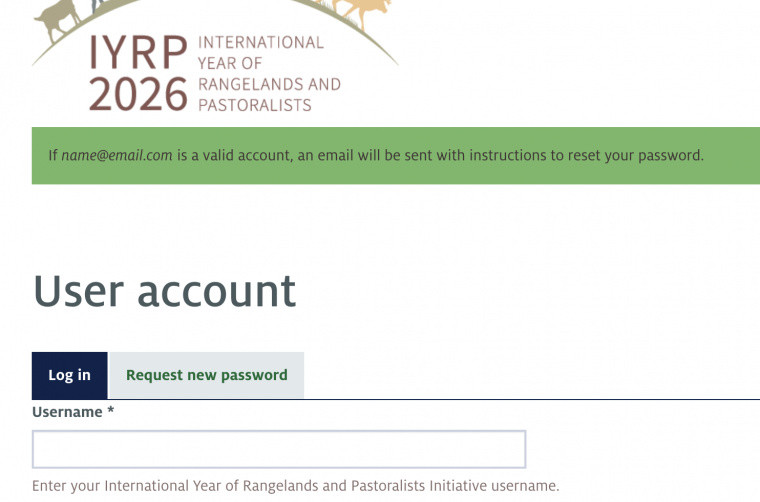 IYRP
2026
INTERNATIONAL
YEAR OF
RANGELANDS AND
PASTORALISTS
If name@email.com is a valid account, an email will be sent with instructions to reset your password.
User account
Log in
Request new password
Username *
Enter your International Year of Rangelands and Pastoralists Initiative username.